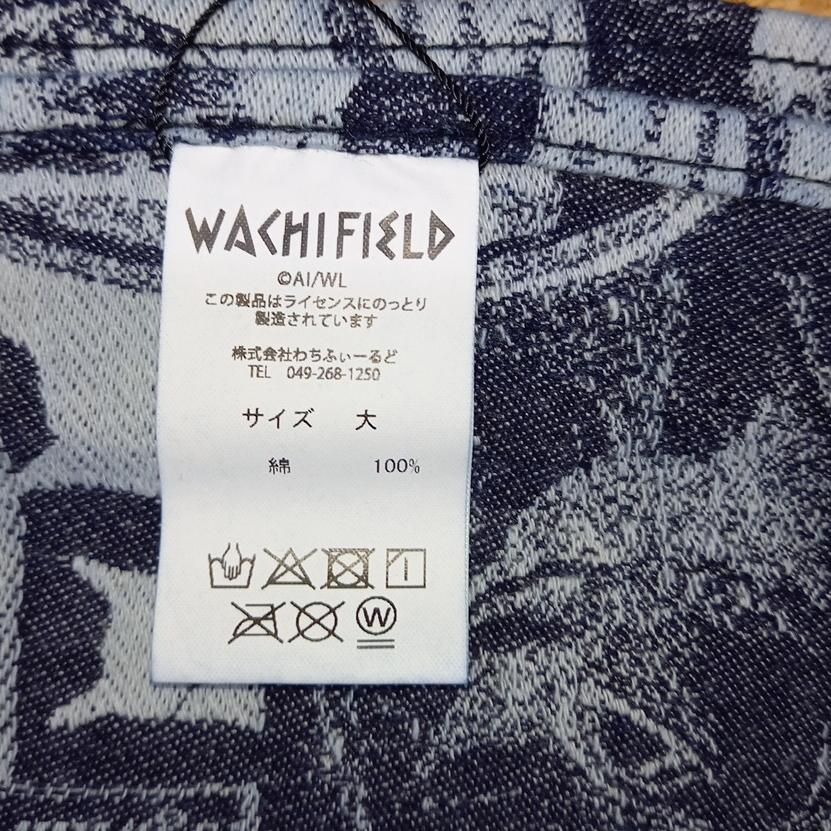 WACHIFIELD
©AI/WL
この製品はライセンスにのっとり
製造されています
株式会社わちふぃーるど
TEL 049-268-1250
サイズ 大
綿 100%
W